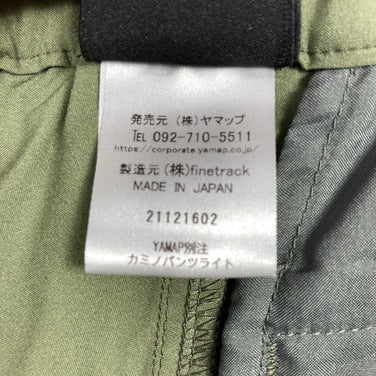 発売元 (株)ヤマップ
TEL 092-710-5511
https://corporate.yamap.co.jp/
製造元 (株)finetrack
MADE IN JAPAN
21121602
YAMAP別注
カミノパンツライト